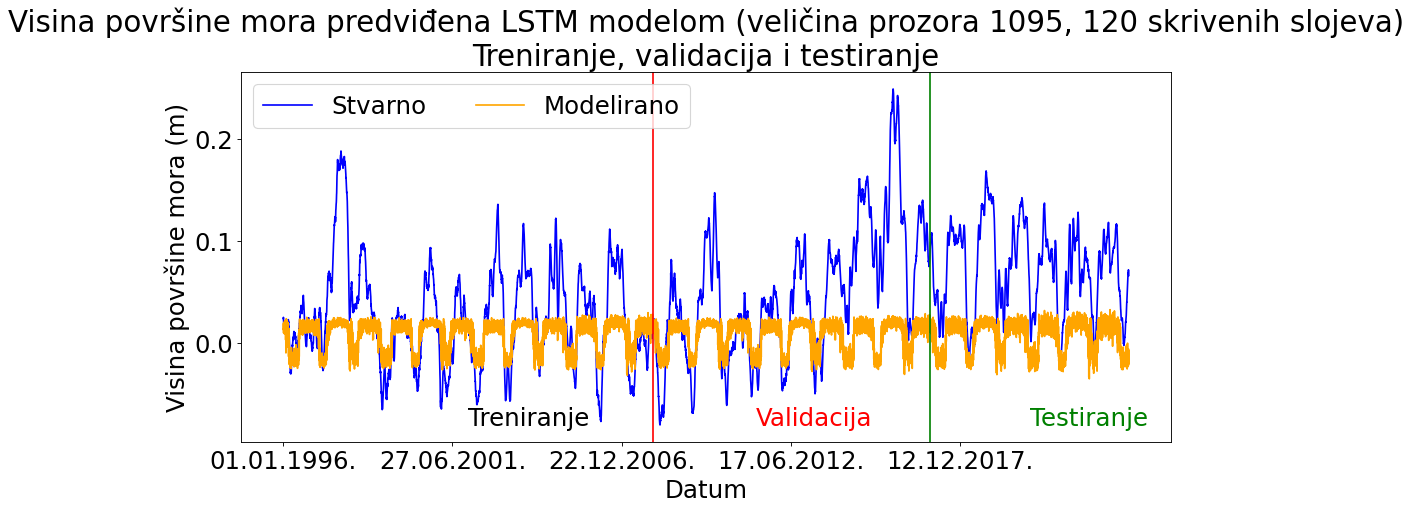 Visina površine mora predviđena LSTM modelom (veličina prozora 1095, 120 skrivenih slojeva)
Treniranje, validacija i testiranje
Stvarno
Modelirano
Visina površine mora (m)
0.2
0.1
0.0
Treniranje
Validacija
Testiranje
01.01.1996.
27.06.2001.
22.12.2006.
17.06.2012.
12.12.2017.
Datum